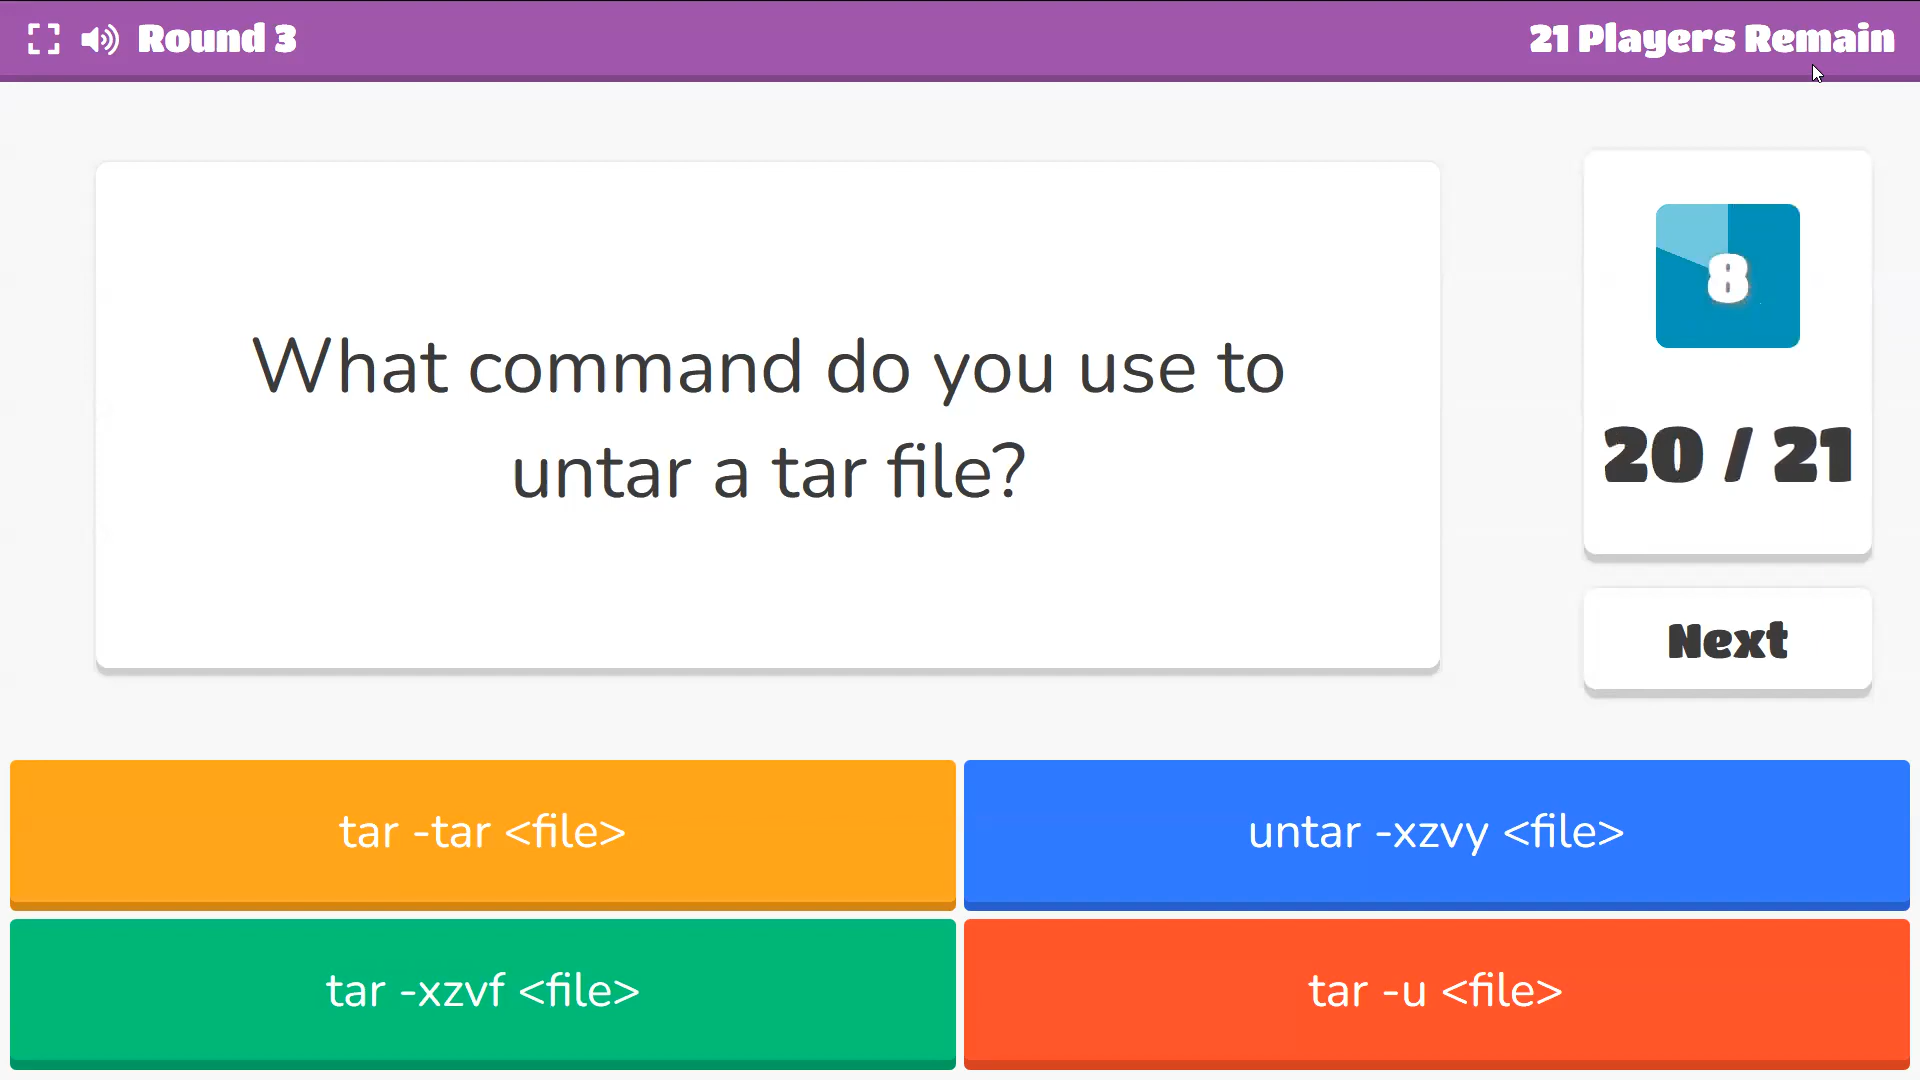 Round 3
21 Players Remain
What command do you use to
untar a tar file?
8
20 / 21
Next
tar -tar <file>
untar -xzvy <file>
tar -xzvf <file>
tar -u <file>